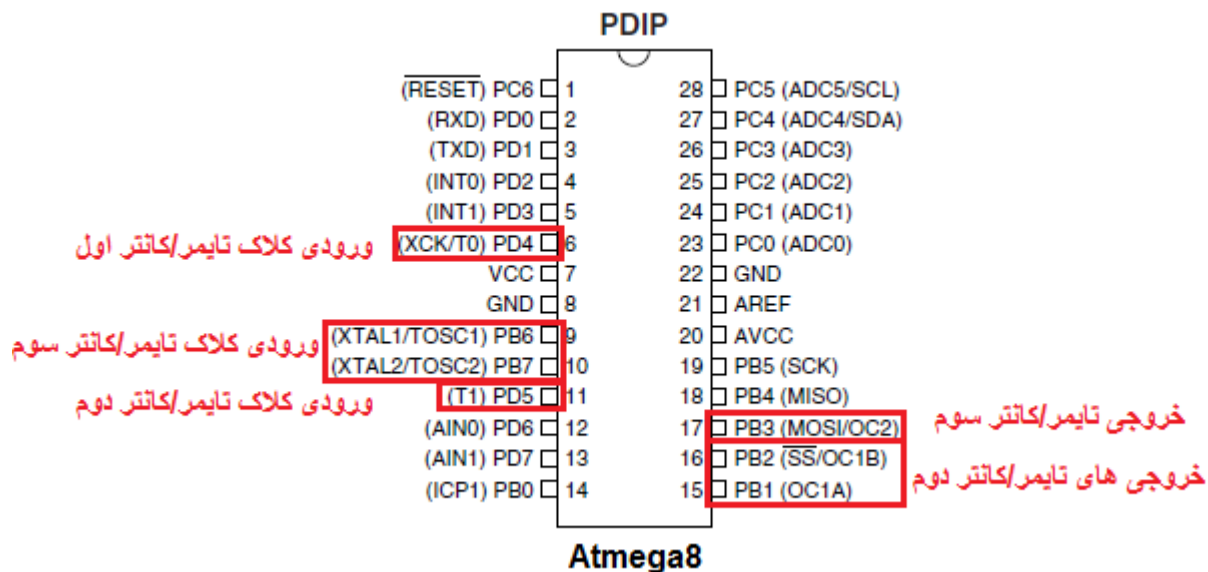 PDIP
(RESET) PC6 1 28 PC5 (ADC5/SCL)
(RXD) PD0 2 27 PC4 (ADC4/SDA)
(TXD) PD1 3 26 PC3 (ADC3)
(INT0) PD2 4 25 PC2 (ADC2)
(INT1) PD3 5 24 PC1 (ADC1)
ورودی کلاک تایمر/کانتر اول (XCK/T0) PD4 6 23 PC0 (ADC0)
VCC 7 22 GND
GND 8 21 AREF
(XTAL1/TOSC1) PB6 9 20 AVCC
ورودی کلاک تایمر/کانتر سوم
(XTAL2/TOSC2) PB7 10 19 PB5 (SCK)
ورودی کلاک تایمر/کانتر دوم (T1) PD5 11 18 PB4 (MISO)
(AIN0) PD6 12 17 PB3 (MOSI/OC2) خروجی تایمر/کانتر سوم
(AIN1) PD7 13 16 PB2 (SS/OC1B)
خروجی های تایمر/کانتر دوم
(ICP1) PB0 14 15 PB1 (OC1A)
Atmega8